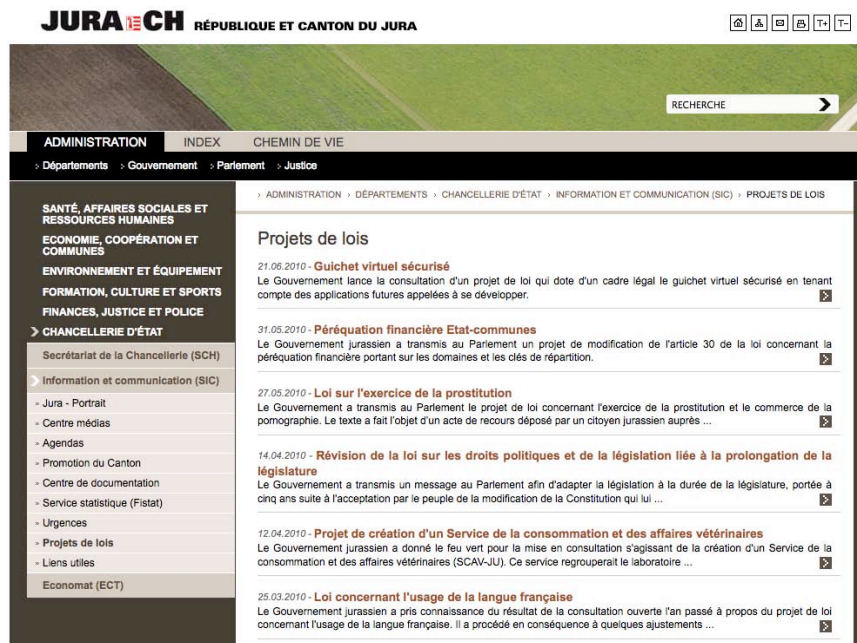 JURA CH RÉPUBLIQUE ET CANTON DU JURA
T+ T-
RECHERCHE
ADMINISTRATION INDEX CHEMIN DE VIE
› Départements › Gouvernement › Parlement › Justice
› ADMINISTRATION › DÉPARTEMENTS › CHANCELLERIE D'ÉTAT › INFORMATION ET COMMUNICATION (SIC) › PROJETS DE LOIS
SANTÉ, AFFAIRES SOCIALES ET
RESSOURCES HUMAINES
ECONOMIE, COOPÉRATION ET
COMMUNES
ENVIRONNEMENT ET ÉQUIPEMENT
FORMATION, CULTURE ET SPORTS
FINANCES, JUSTICE ET POLICE
CHANCELLERIE D'ÉTAT
Secrétariat de la Chancellerie (SCH)
Information et communication (SIC)
» Jura - Portrait
» Centre médias
» Agendas
» Promotion du Canton
» Centre de documentation
» Service statistique (Fistat)
» Urgences
» Projets de lois
» Liens utiles
Economat (ECT)
Projets de lois
21.06.2010 - Guichet virtuel sécurisé
Le Gouvernement lance la consultation d'un projet de loi qui dote d'un cadre légal le guichet virtuel sécurisé en tenant
compte des applications futures appelées à se développer.
31.05.2010 - Péréquation financière Etat-communes
Le Gouvernement jurassien a transmis au Parlement un projet de modification de l'article 30 de la loi concernant la
péréquation financière portant sur les domaines et les clés de répartition.
27.05.2010 - Loi sur l'exercice de la prostitution
Le Gouvernement a transmis au Parlement le projet de loi concernant l'exercice de la prostitution et le commerce de la
pornographie. Le texte a fait l'objet d'un acte de recours déposé par un citoyen jurassien auprès ...
14.04.2010 - Révision de la loi sur les droits politiques et de la législation liée à la prolongation de la
législature
Le Gouvernement a transmis un message au Parlement afin d'adapter la législation à la durée de la législature, portée à
cinq ans suite à l'acceptation par le peuple de la modification de la Constitution qui lui ...
12.04.2010 - Projet de création d'un Service de la consommation et des affaires vétérinaires
Le Gouvernement jurassien a donné le feu vert pour la mise en consultation s'agissant de la création d'un Service de la
consommation et des affaires vétérinaires (SCAV-JU). Ce service regrouperait le laboratoire ...
25.03.2010 - Loi concernant l'usage de la langue française
Le Gouvernement jurassien a pris connaissance du résultat de la consultation ouverte l'an passé à propos du projet de loi
concernant l'usage de la langue française. Il a procédé en conséquence à quelques ajustements ...